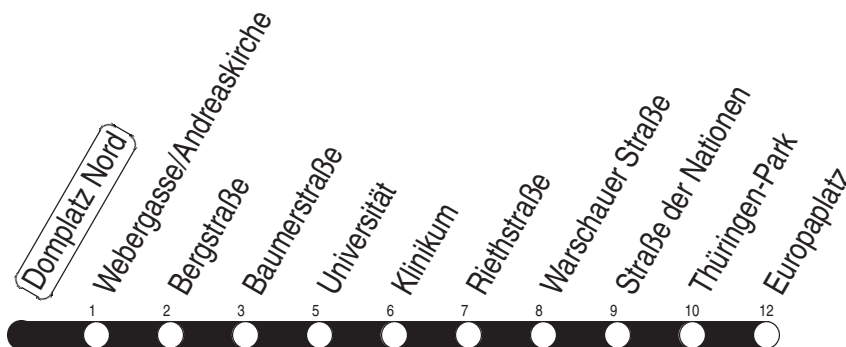 Domplatz Nord
Webergasse/Andreaskirche
Bergstraße
Baumerstraße
Universität
Klinikum
Riethstraße
Warschauer Straße
Straße der Nationen
Thüringen-Park
Europaplatz
1 2 3 5 6 7 8 9 10 12